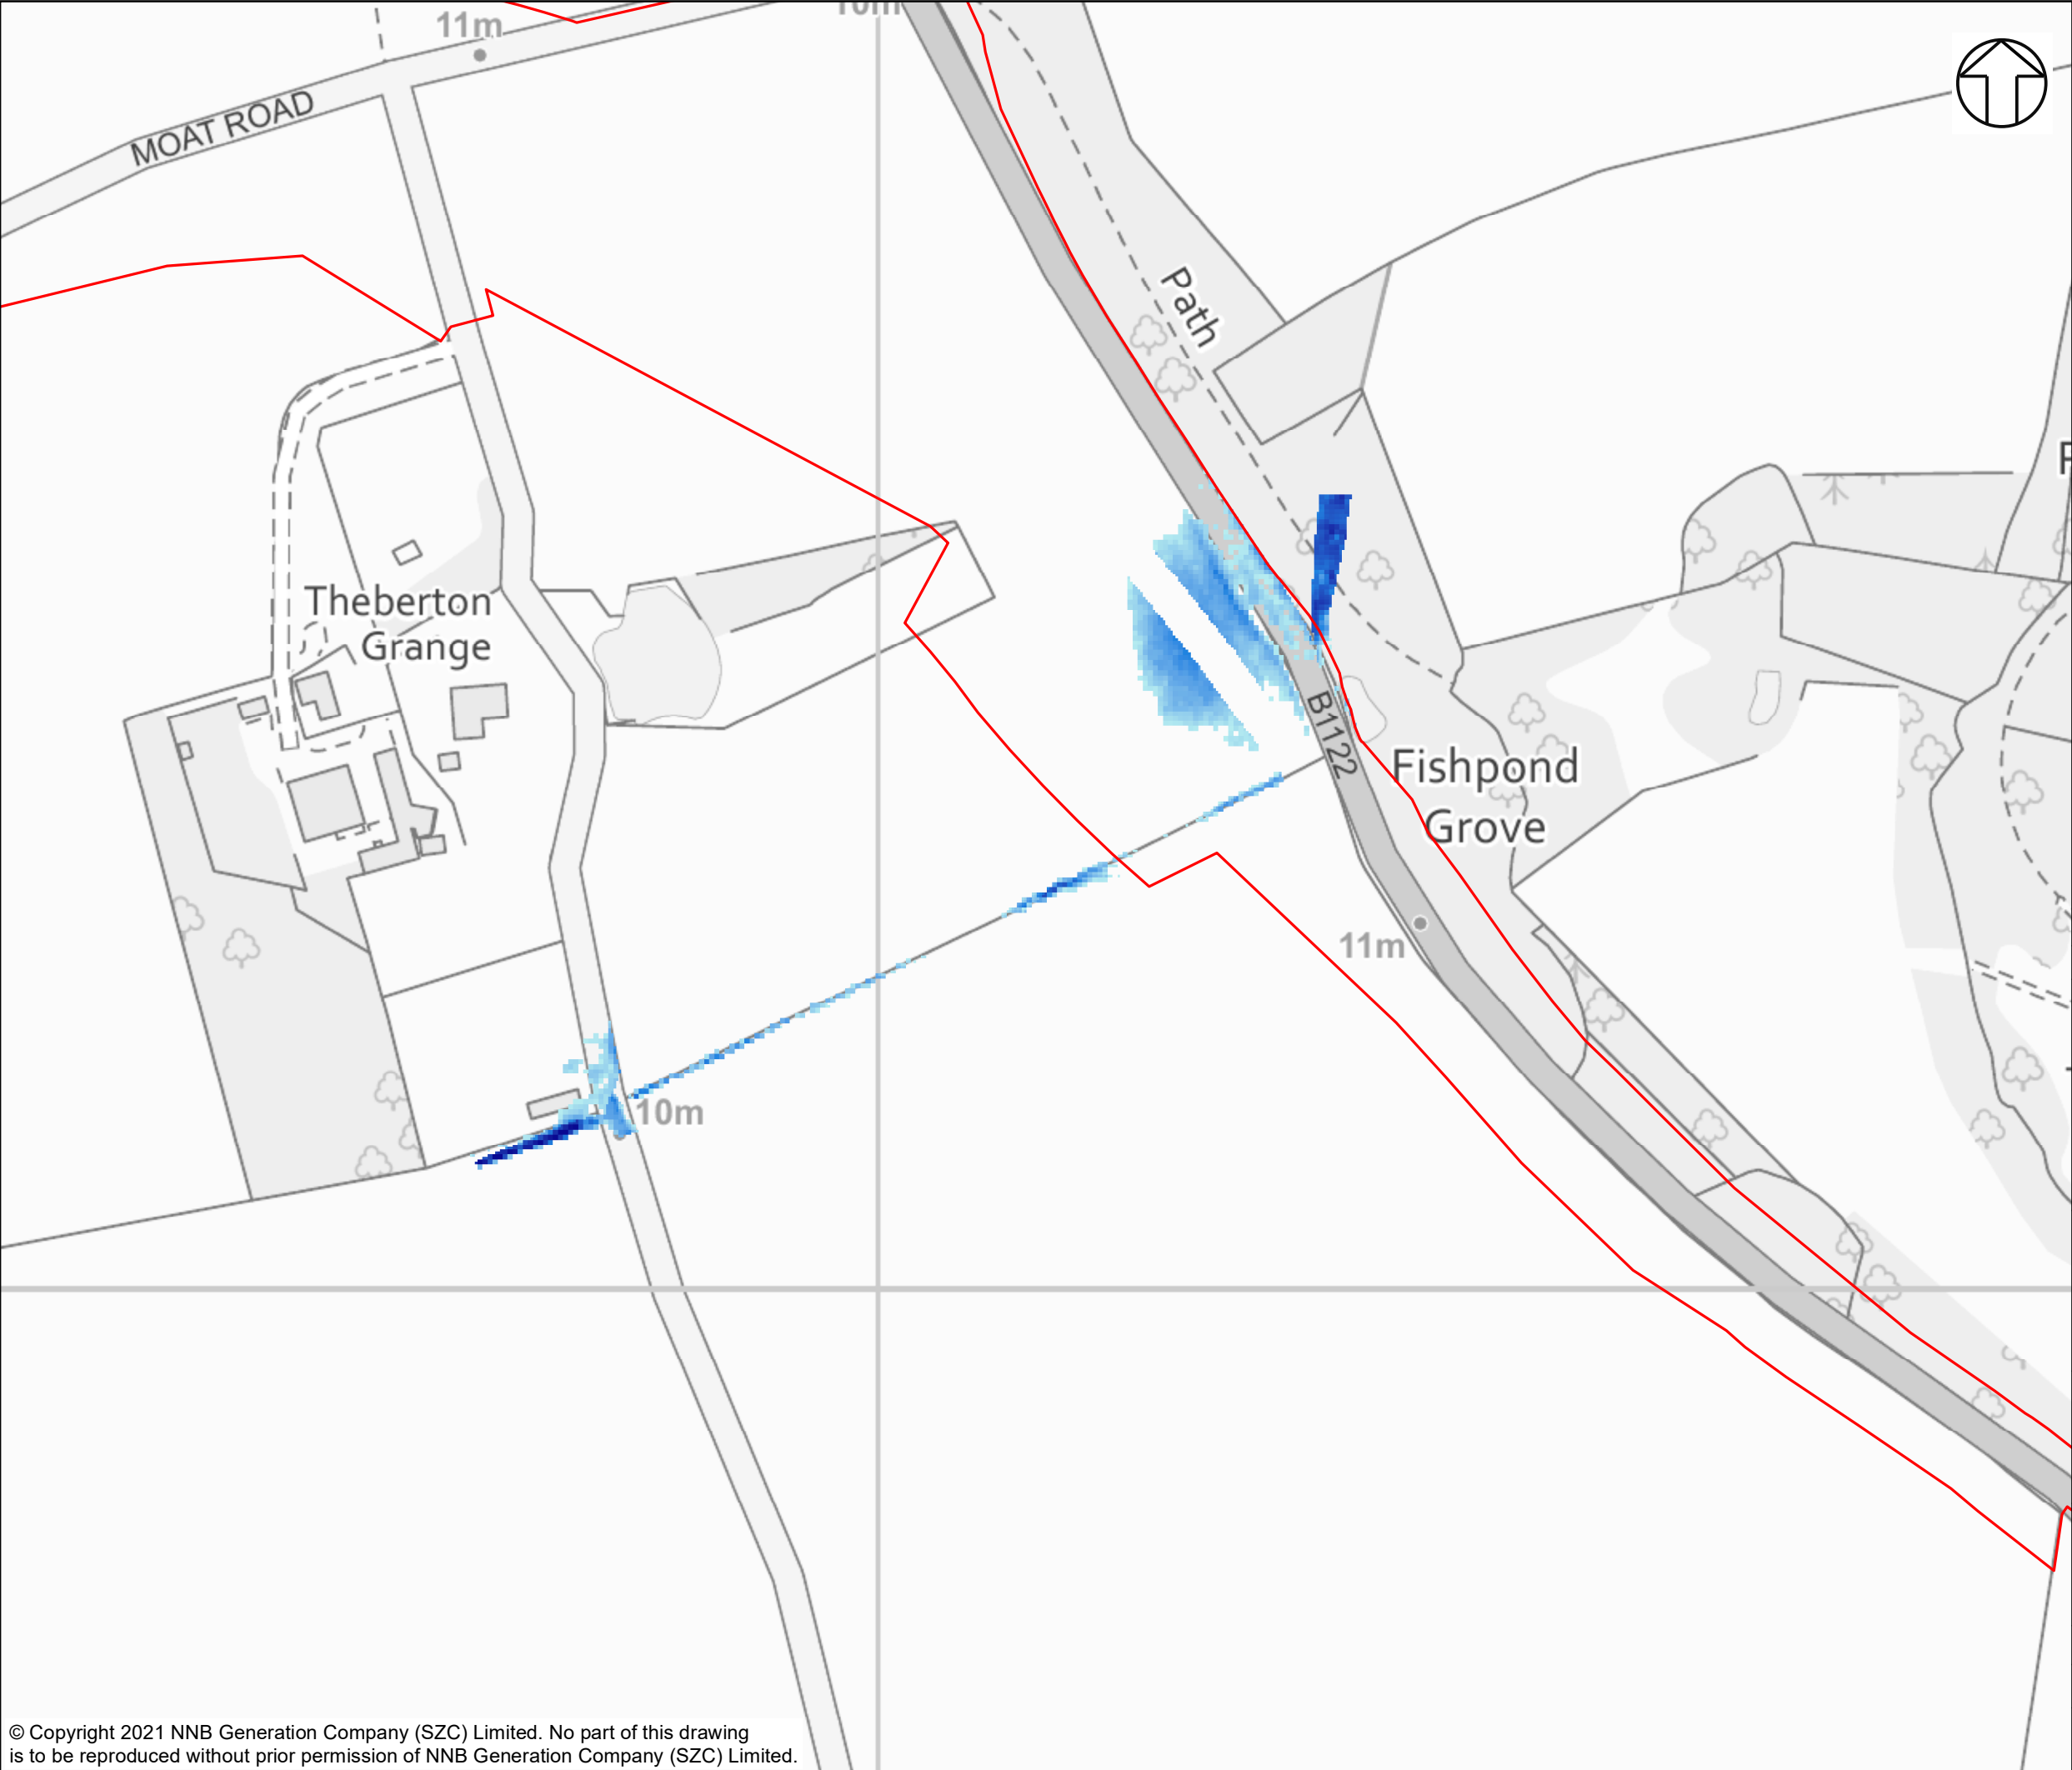 11m
10m
MOAT ROAD
Path
Theberton
Grange
B1122
Fishpond
Grove
11m
10m
© Copyright 2021 NNB Generation Company (SZC) Limited. No part of this drawing
is to be reproduced without prior permission of NNB Generation Company (SZC) Limited.